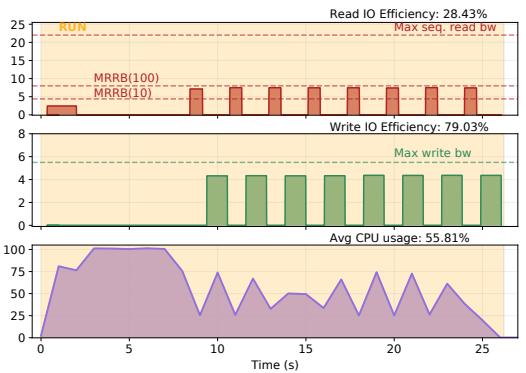 Read IO Efficiency: 28.43%
25
RUN
Max seq. read bw
20
15
10
MRRB(100)
5
MRRB(10)
0
Write IO Efficiency: 79.03%
8
Max write bw
6
4
2
0
Avg CPU usage: 55.81%
100
75
50
25
0
0 5 10 15 20 25
Time (s)